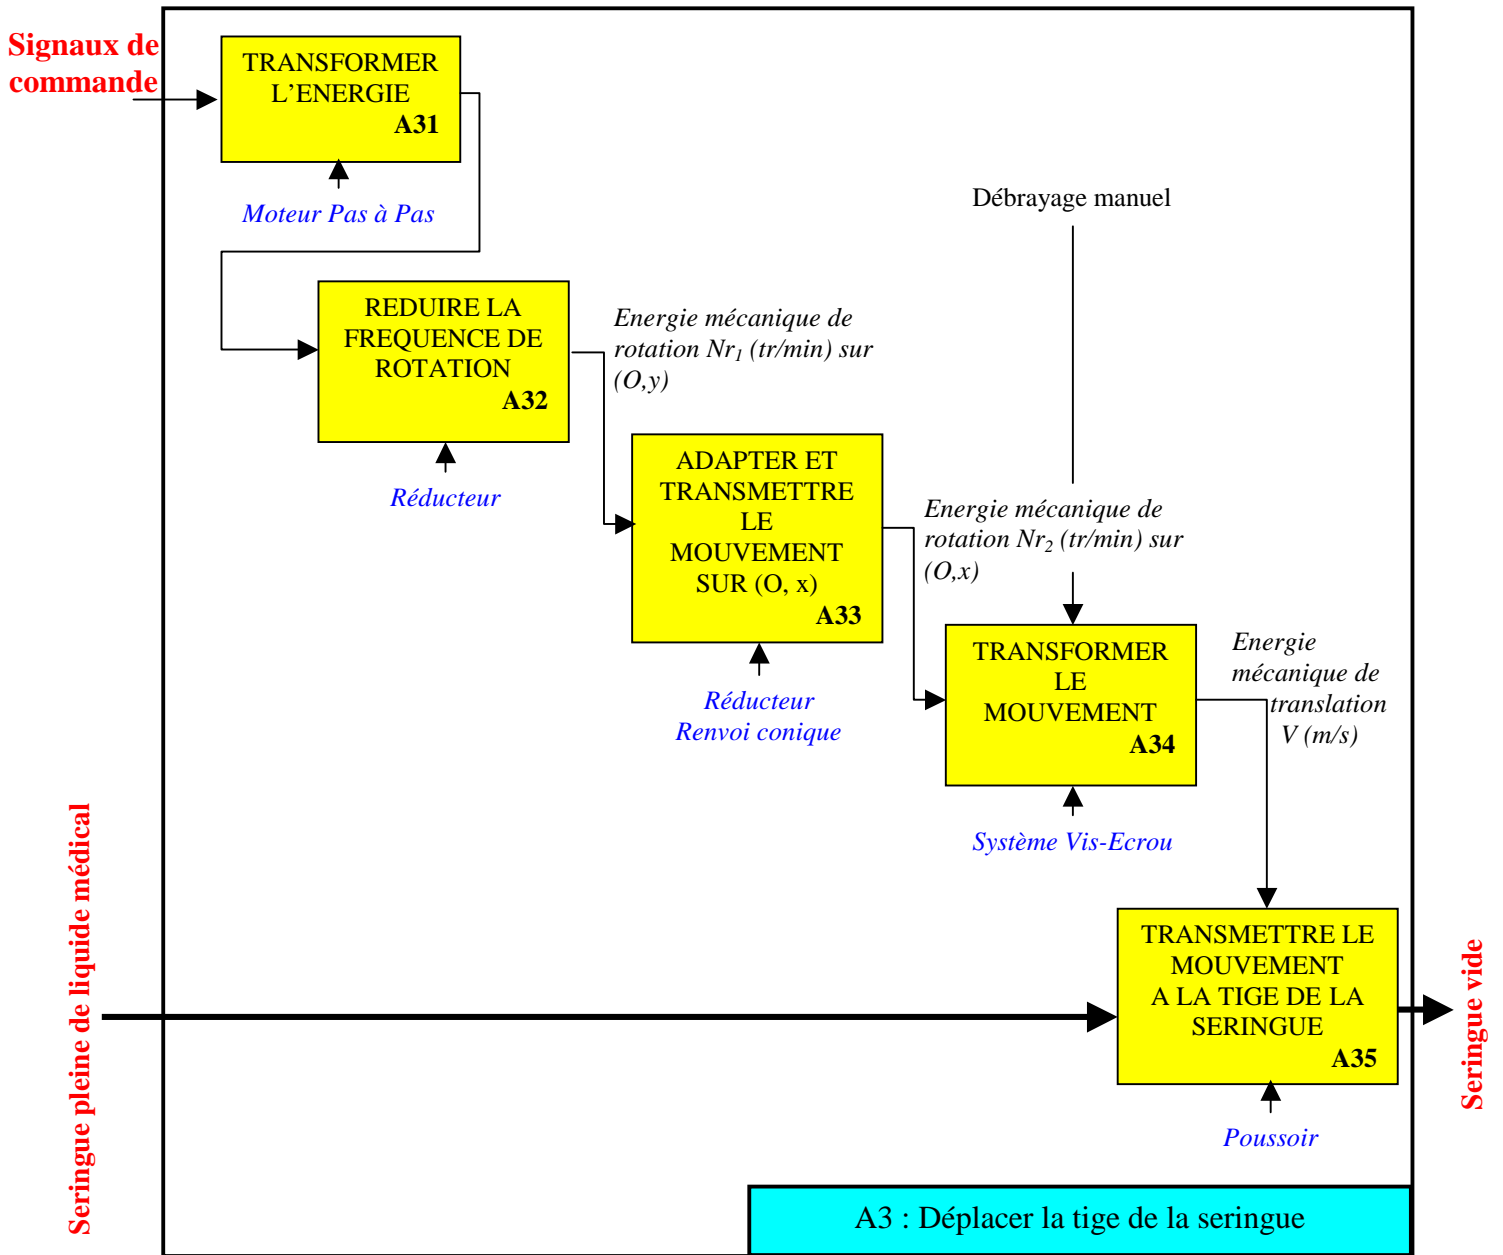 Signaux de
commande
TRANSFORMER
L'ENERGIE
A31
Moteur Pas à Pas
Débrayage manuel
REDUIRE LA
FREQUENCE DE
ROTATION
A32
Réducteur
Energie mécanique de
rotation Nr1 (tr/min) sur
(O,y)
ADAPTER ET
TRANSMETTRE
LE
MOUVEMENT
SUR (O, x)
A33
Réducteur
Renvoi conique
Energie mécanique de
rotation Nr2 (tr/min) sur
(O,x)
TRANSFORMER
LE
MOUVEMENT
A34
Système Vis-Ecrou
Energie
mécanique de
translation
V (m/s)
Seringue pleine de liquide médical
TRANSMETTRE LE
MOUVEMENT
A LA TIGE DE LA
SERINGUE
A35
Poussoir
Seringue vide
A3 : Déplacer la tige de la seringue